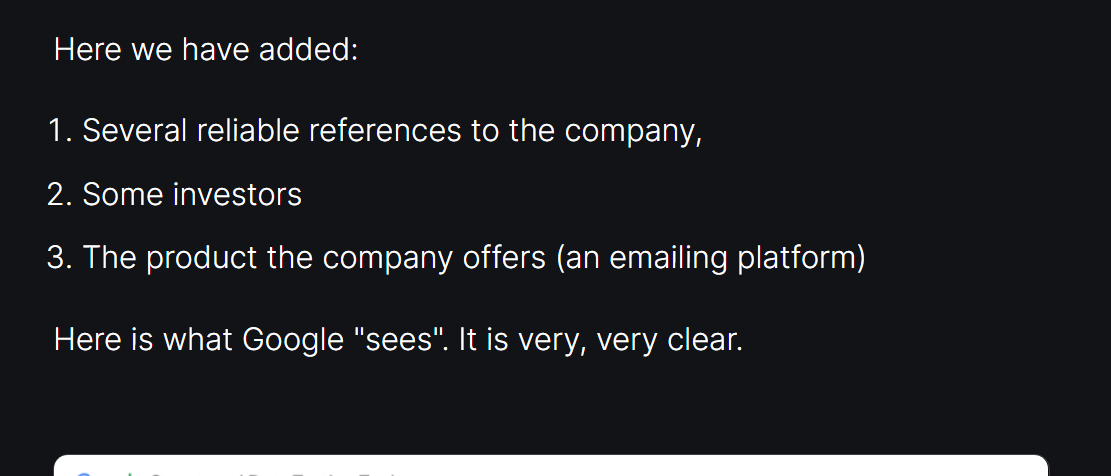 Here we have added:
1. Several reliable references to the company,
2. Some investors
3. The product the company offers (an emailing platform)
Here is what Google "sees". It is very, very clear.